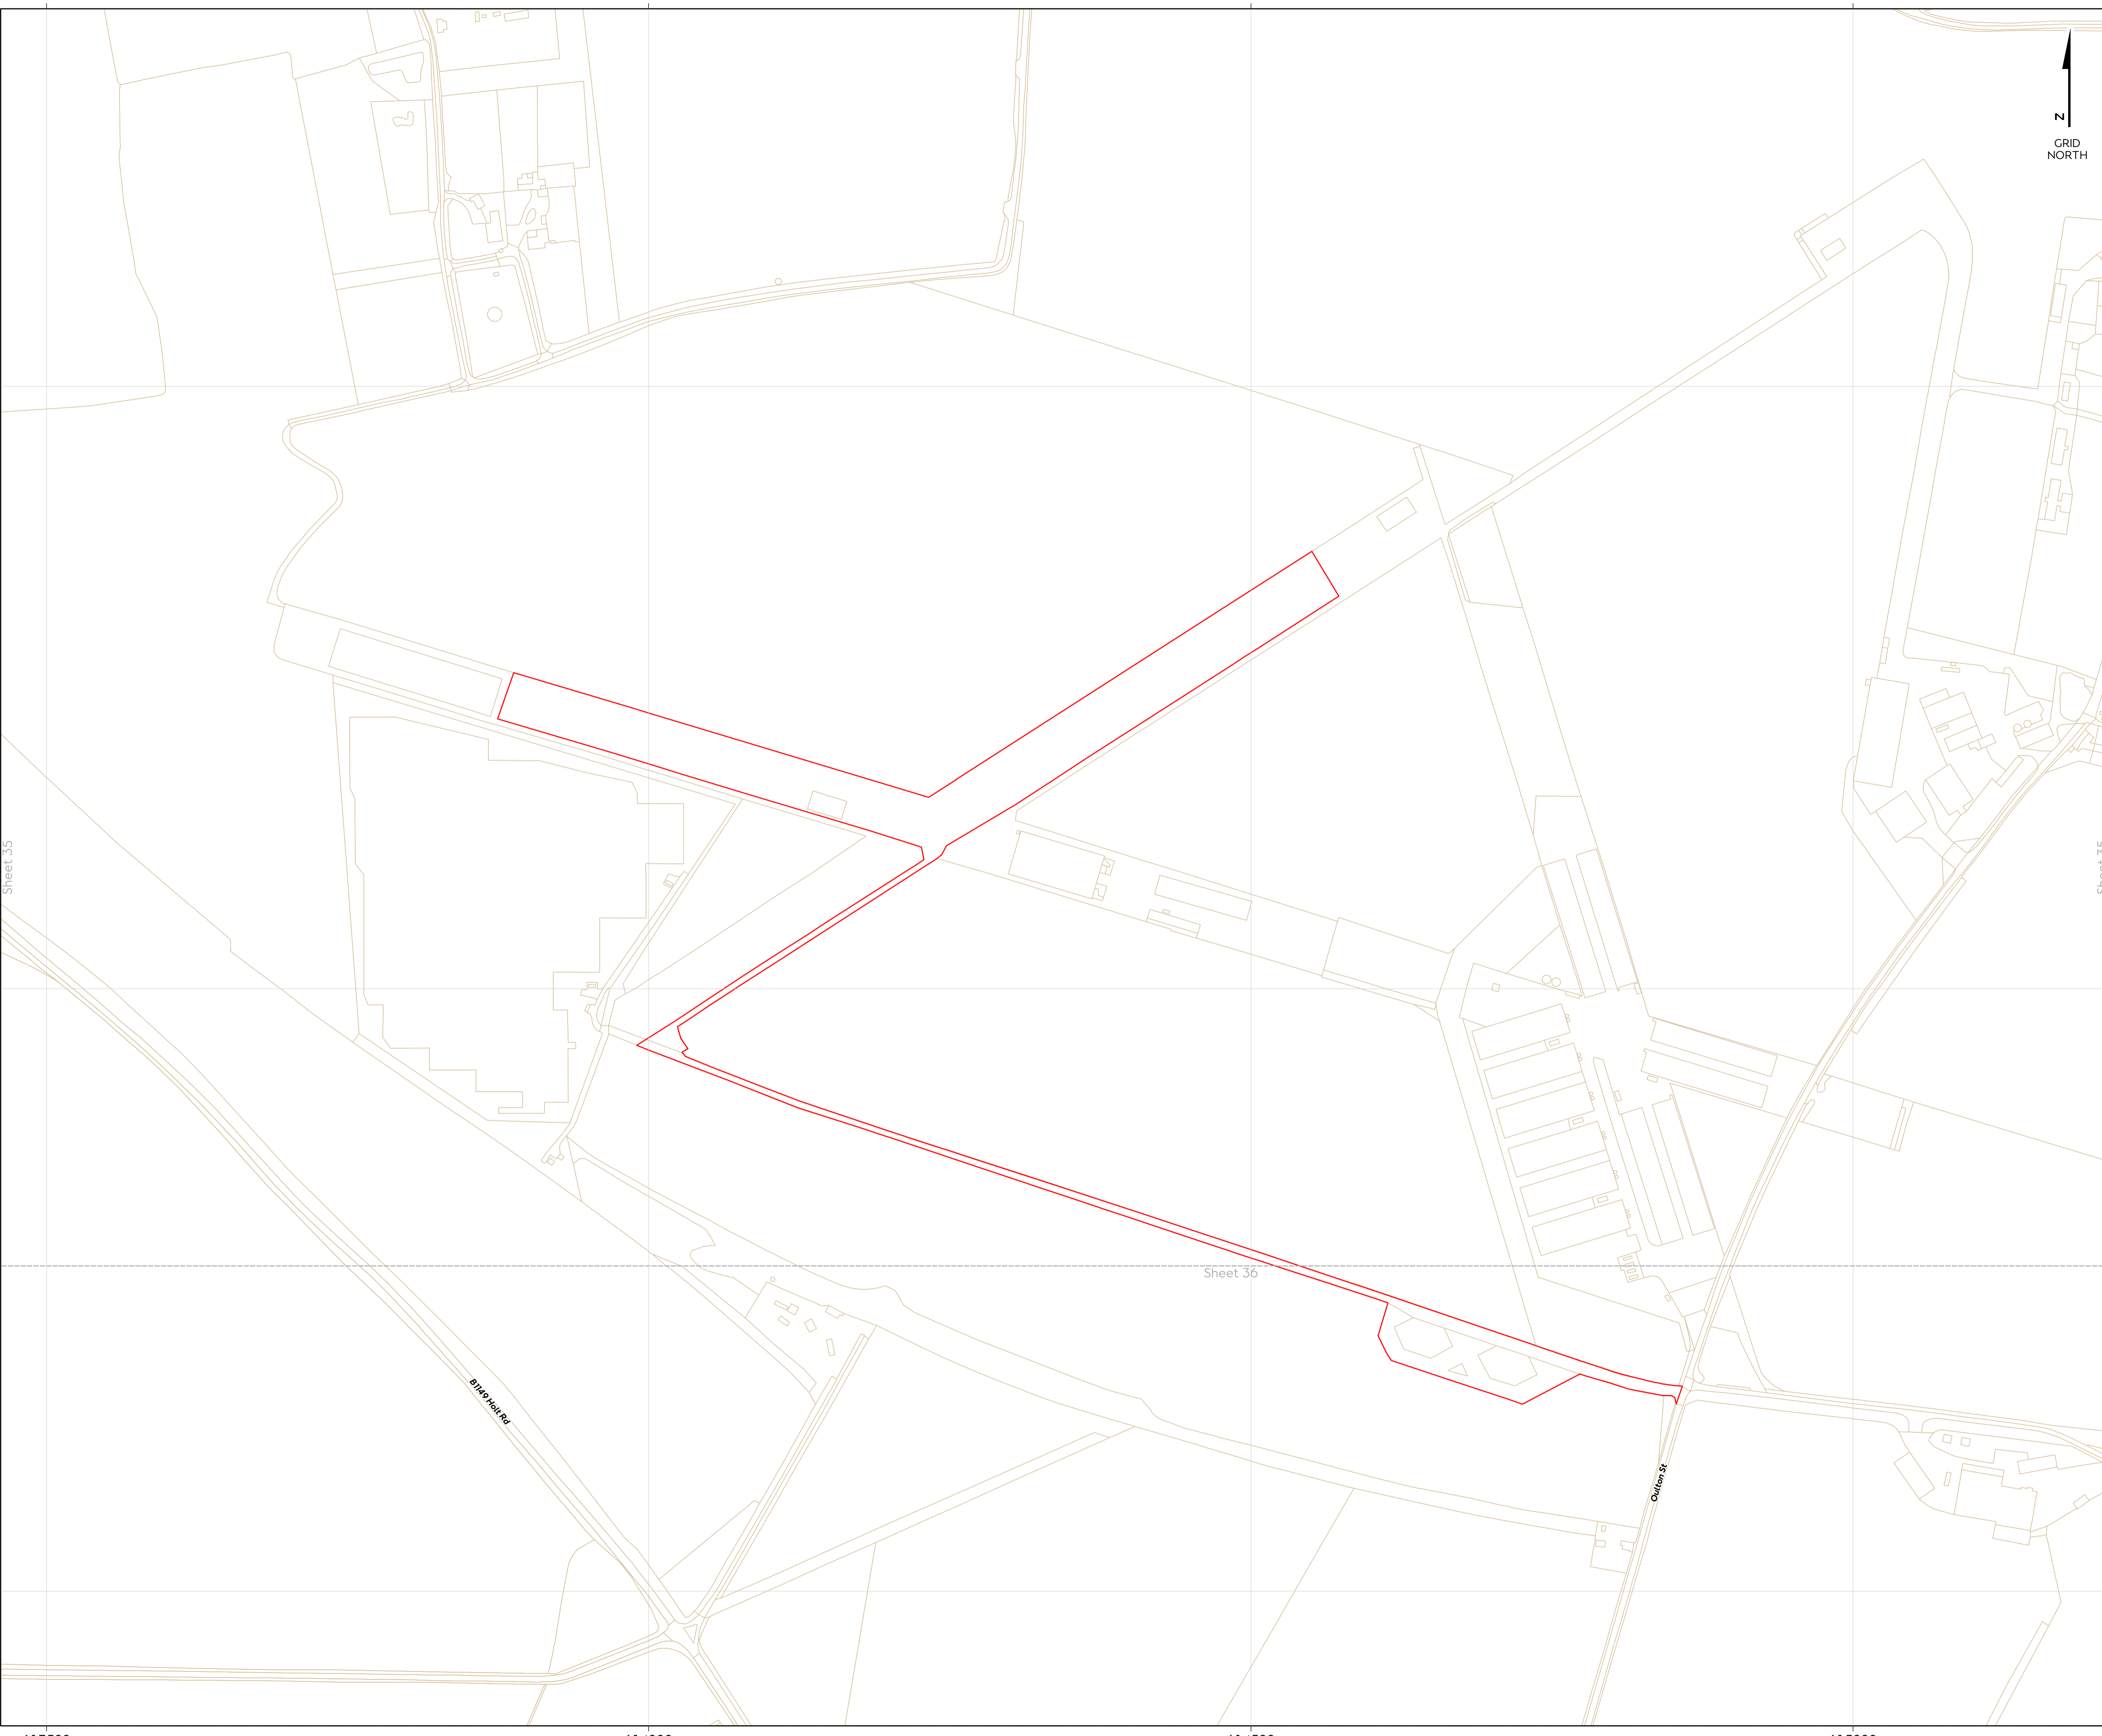 N
GRID
NORTH
Sheet 35
Sheet 36
B1149 Holt Rd
Oulton St